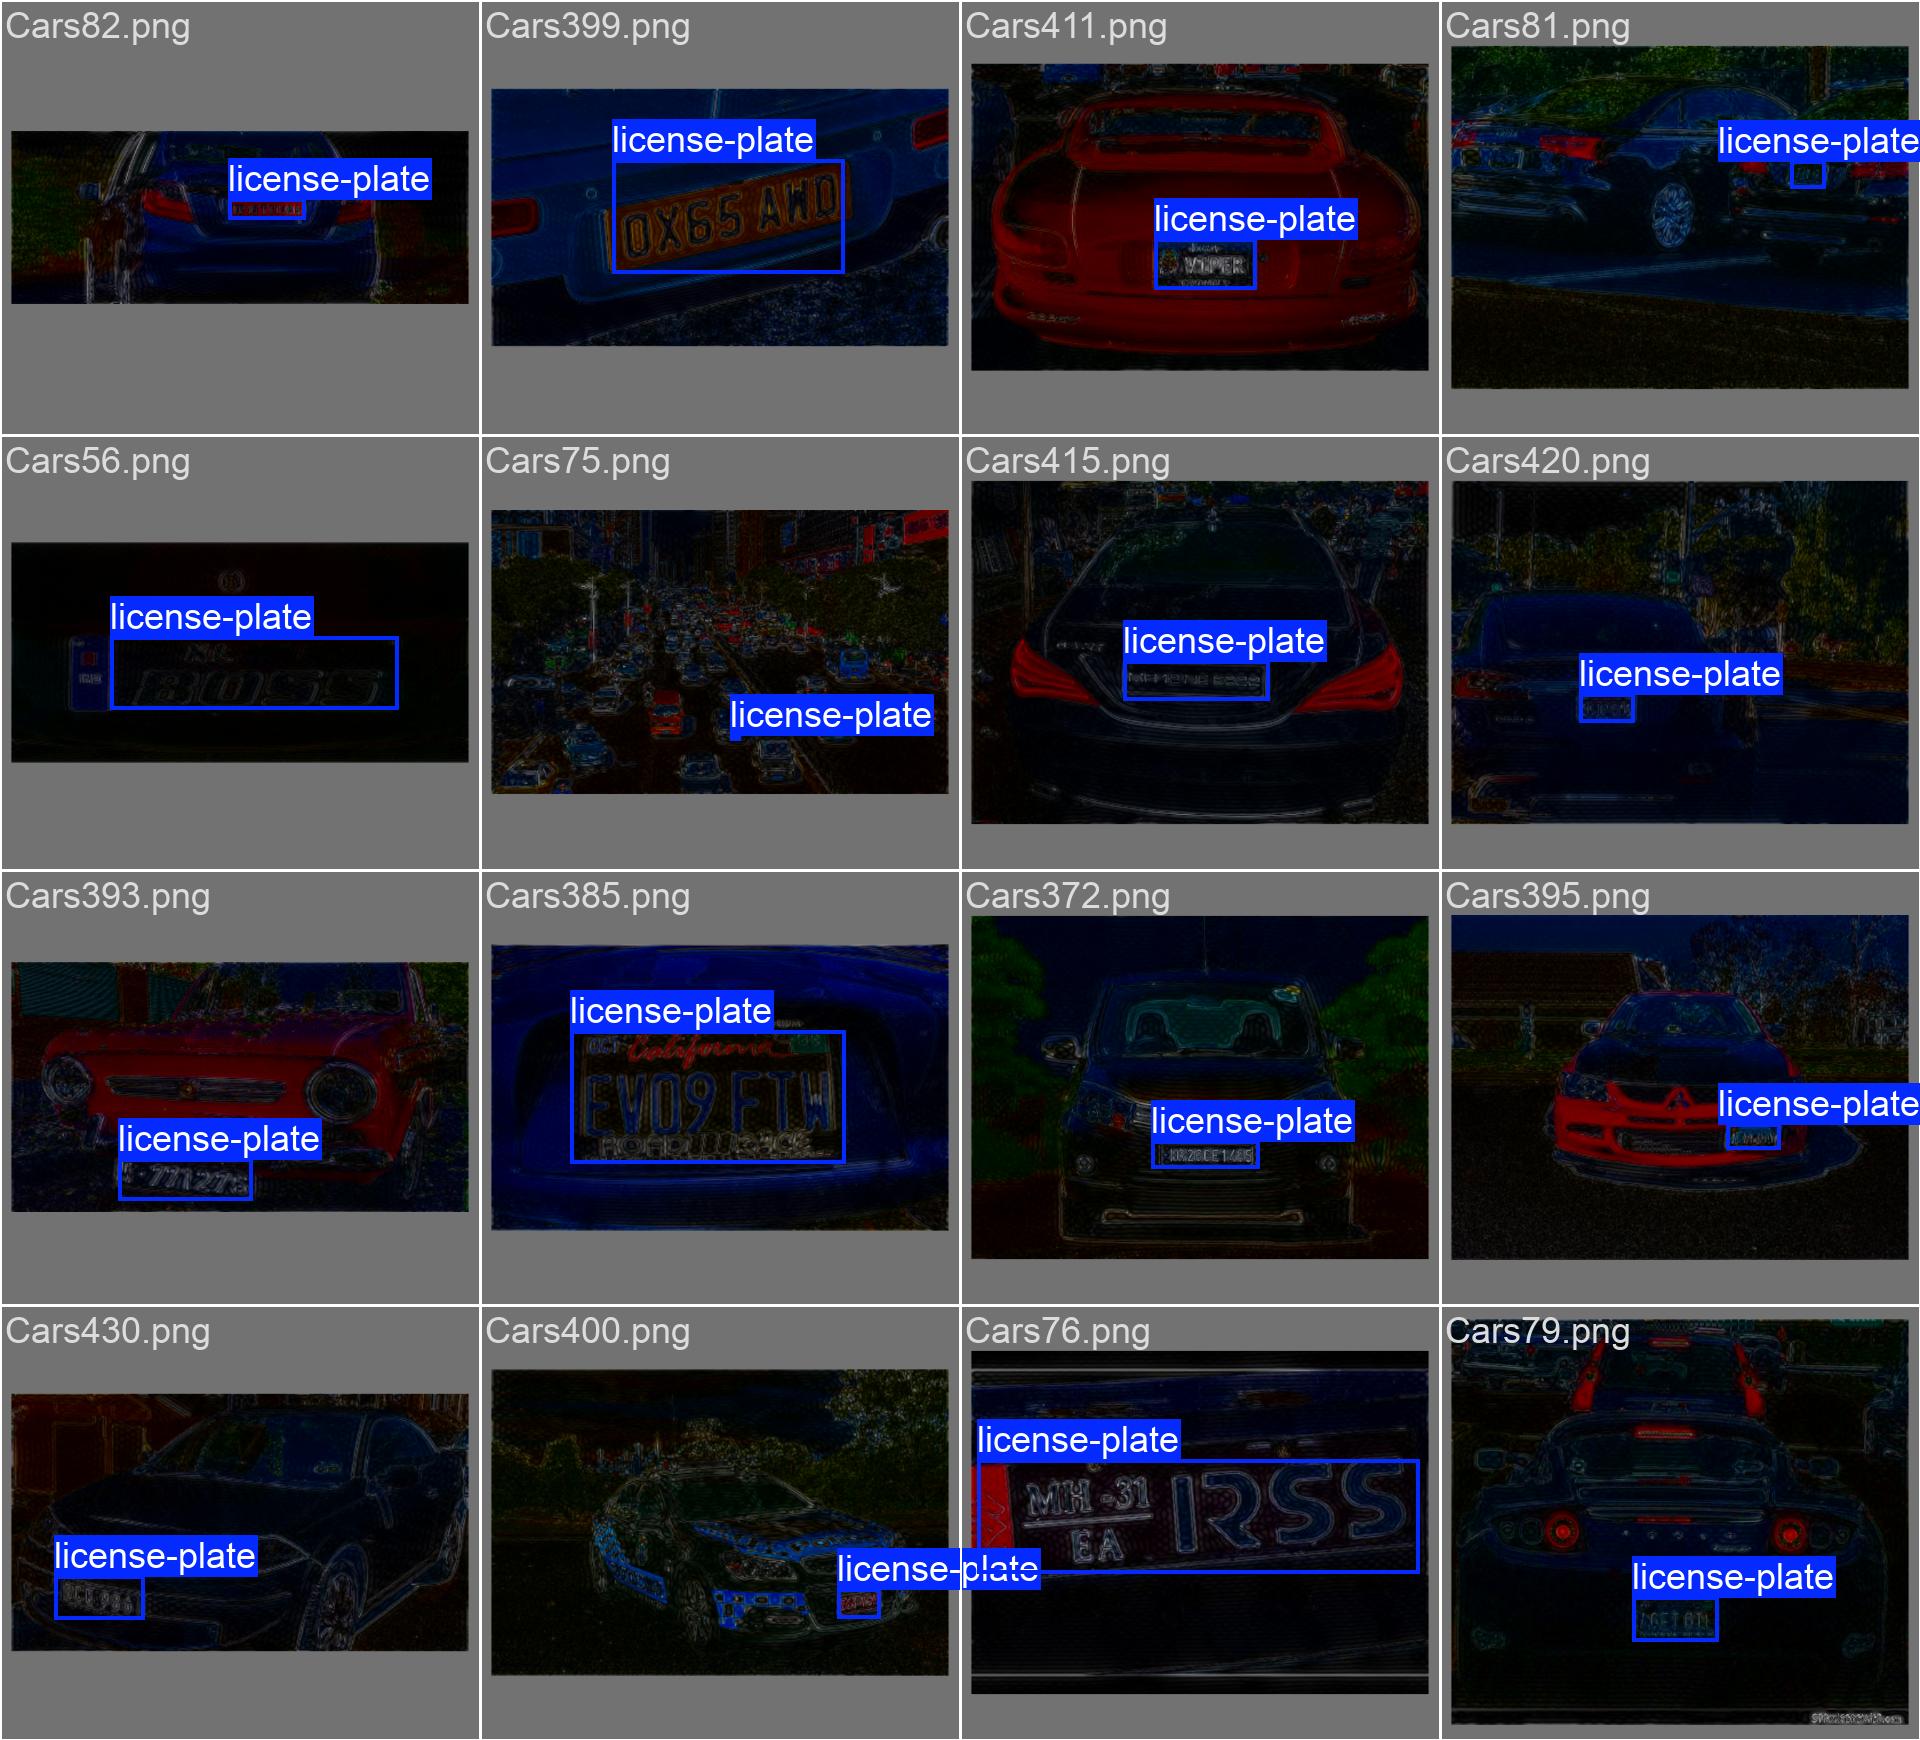 Cars82.png
Cars399.png
Cars411.png
Cars81.png
license-plate
license-plate
OX65 AWD
license-plate
VIPER
license-plate
Cars56.png
Cars75.png
Cars415.png
Cars420.png
license-plate
BOSS
license-plate
license-plate
license-plate
Cars393.png
Cars385.png
Cars372.png
Cars395.png
license-plate
license-plate
California
EVO9 FTW
license-plate
license-plate
Cars430.png
Cars400.png
Cars76.png
Cars79.png
license-plate
license-plate
license-plate
MH-31
EA
IRSS
license-plate